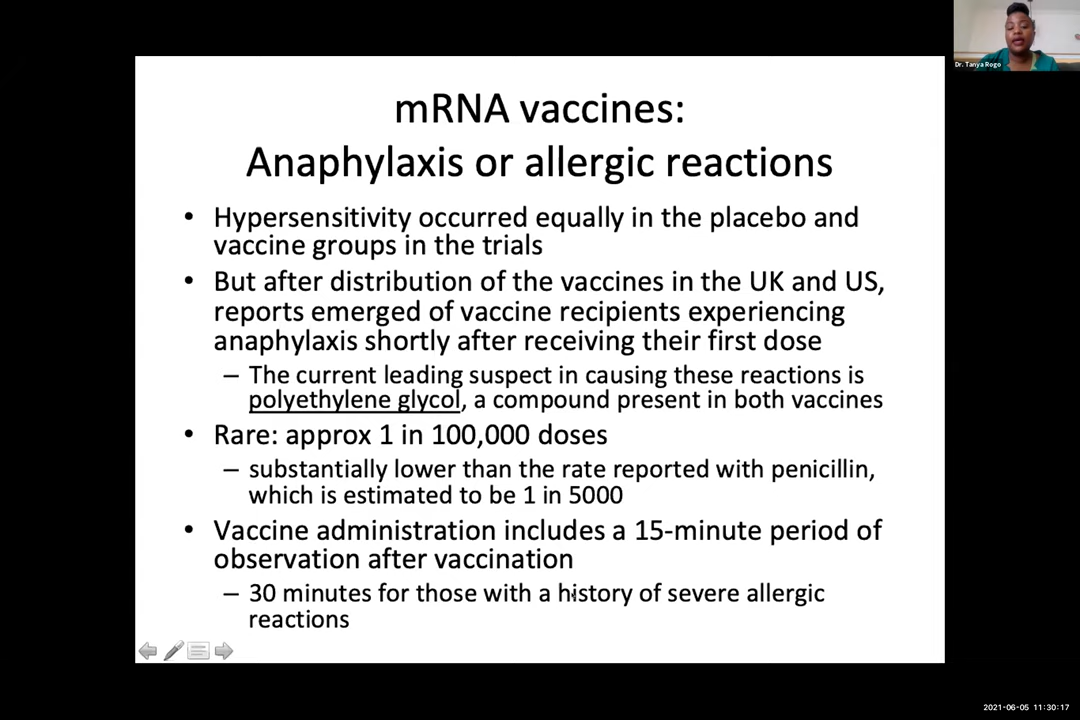 Dr. Tanya Rogo
mRNA vaccines:
Anaphylaxis or allergic reactions
• Hypersensitivity occurred equally in the placebo and
vaccine groups in the trials
• But after distribution of the vaccines in the UK and US,
reports emerged of vaccine recipients experiencing
anaphylaxis shortly after receiving their first dose
– The current leading suspect in causing these reactions is
polyethylene glycol, a compound present in both vaccines
• Rare: approx 1 in 100,000 doses
– substantially lower than the rate reported with penicillin,
which is estimated to be 1 in 5000
• Vaccine administration includes a 15-minute period of
observation after vaccination
– 30 minutes for those with a history of severe allergic
reactions
2021-06-05 11:30:17